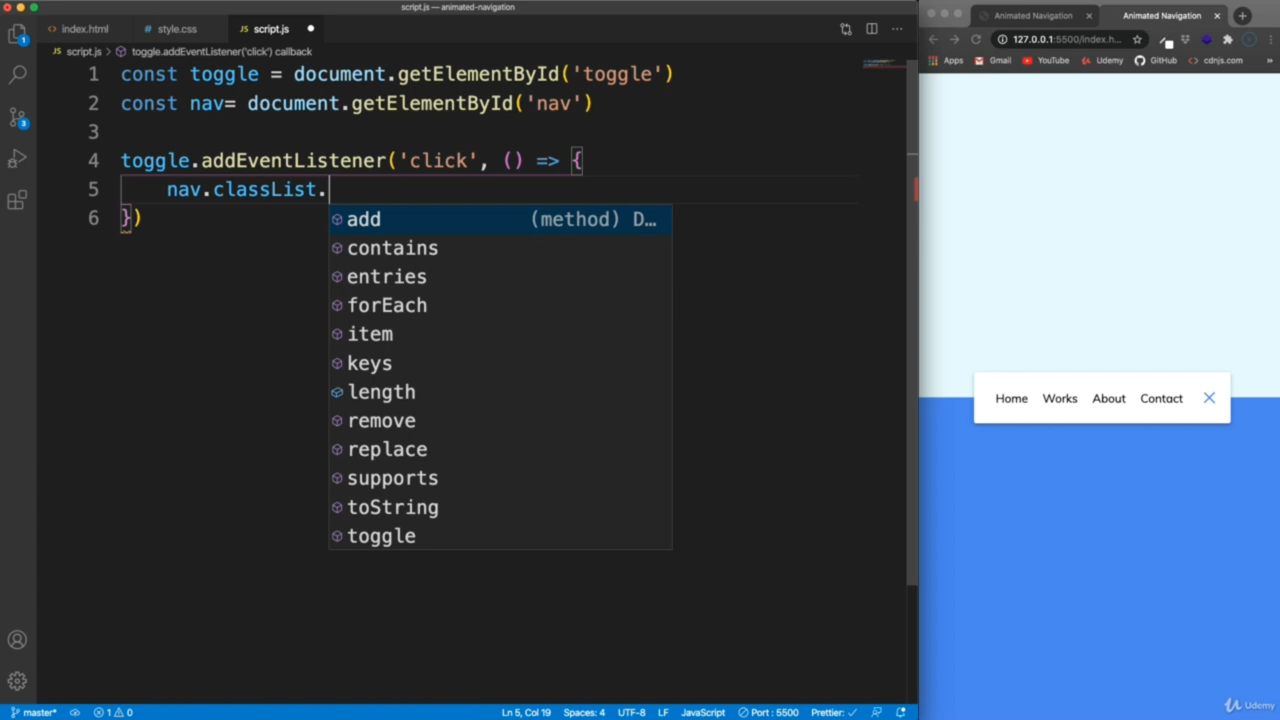 script.js — animated-navigation
index.html
style.css
JS script.js
JS script.js > toggle.addEventListener('click') callback
1 const toggle = document.getElementById('toggle')
2 const nav= document.getElementById('nav')
3
4 toggle.addEventListener('click', () => {
5 nav.classList.
6 })
add (method) D…
contains
entries
forEach
item
keys
length
remove
replace
supports
toString
toggle
1
3
master*
1 0
Ln 5, Col 19
Spaces: 4
UTF-8
LF
JavaScript
Port : 5500
Prettier: ✓
Animated Navigation
Animated Navigation
127.0.0.1:5500/index.h...
Apps
Gmail
YouTube
Udemy
GitHub
cdnjs.com
»
Home Works About Contact
Udemy